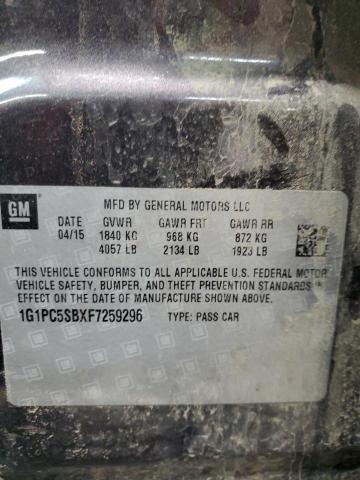 GM
MFD BY GENERAL MOTORS LLC
DATE GVWR GAWR FRT GAWR RR
04/15 1840 KG 968 KG 872 KG
4057 LB 2134 LB 1923 LB
THIS VEHICLE CONFORMS TO ALL APPLICABLE U.S. FEDERAL MOTOR
VEHICLE SAFETY, BUMPER, AND THEFT PREVENTION STANDARDS IN
EFFECT ON THE DATE OF MANUFACTURE SHOWN ABOVE.
1G1PC5SBXF7259296 TYPE: PASS CAR